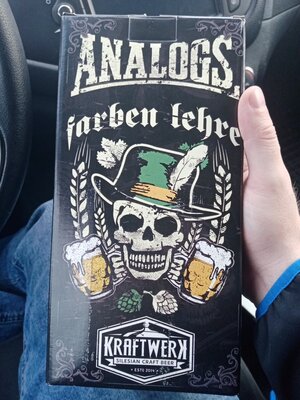 ANALOGS
farben lehre
KRAFTWERK
SILESIAN CRAFT BEER
ESTD 2014